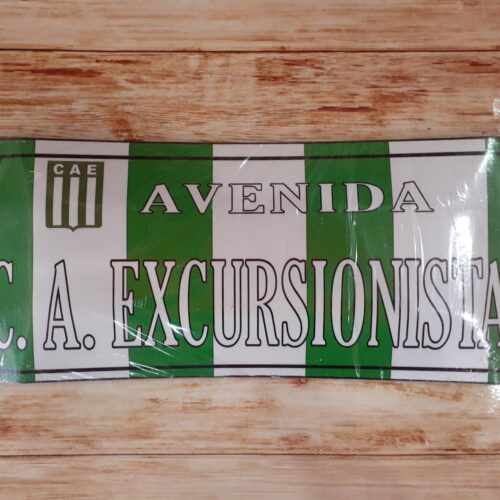 CAE
AVENIDA
C. A. EXCURSIONISTA